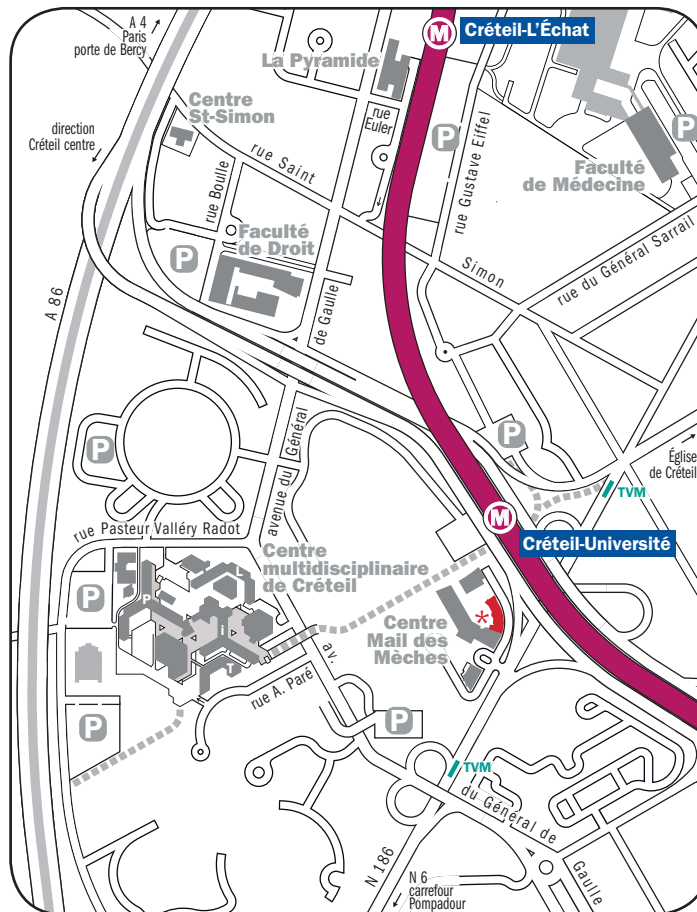 A 4
Paris
porte de Bercy
M
Créteil-L'Échat
La Pyramide
Centre
St-Simon
rue
Euler
P
rue Gustave Eiffel
P
direction
Créteil centre
rue Saint
rue Boulle
Faculté
de Médecine
Faculté
de Droit
P
Simon
rue du Général Sarrail
A 86
de Gaulle
P
Général
P
avenue du
Église
de Créteil
TVM
M
rue Pasteur Valléry Radot
Créteil-Université
Centre
multidisciplinaire
de Créteil
P
P
i
T
Centre
Mail des
Mèches
*
av.
rue A. Paré
P
P
TVM
du Général de
Gaulle
N 186
N 6
carrefour
Pompadour